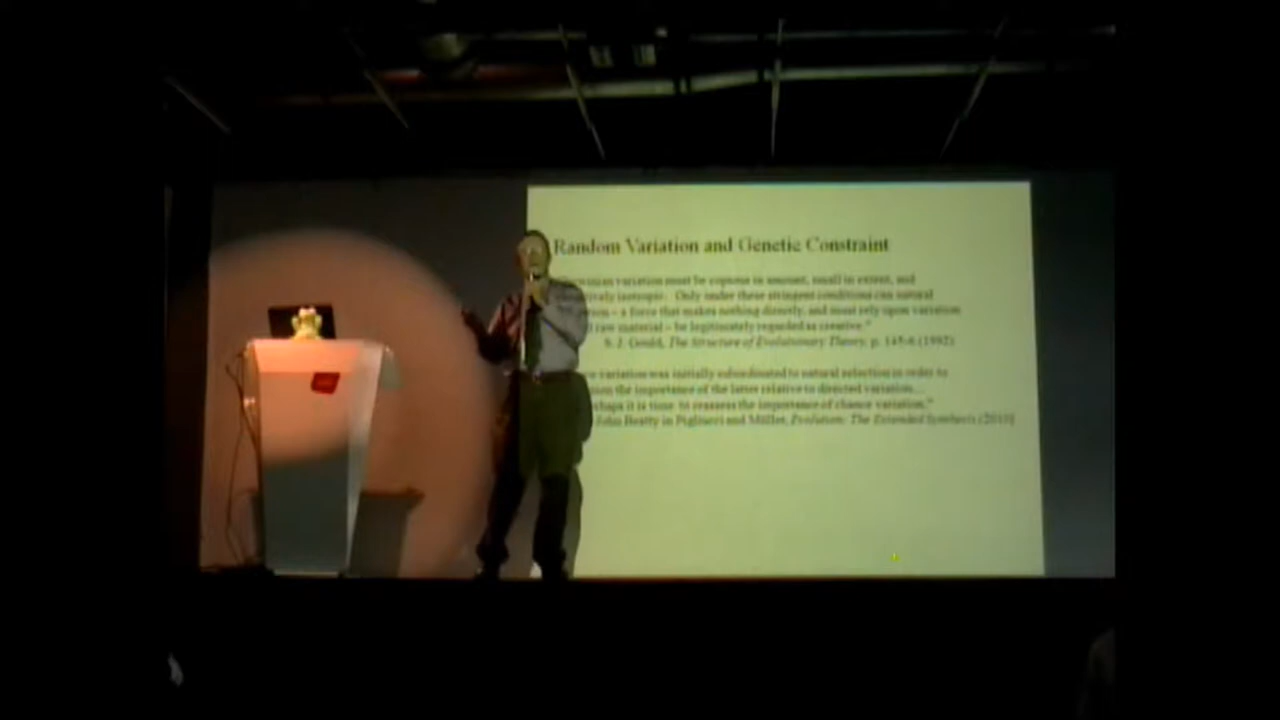 Random Variation and Genetic Constraint
variation must be copious in amount, small in extent, and
isotropic. Only under these stringent conditions can natural
– a force that makes nothing directly, and must rely upon variation
raw material – be legitimately regarded as creative."
S. J. Gould, The Structure of Evolutionary Theory, p.
variation was initially subordinated to natural selection in order to
the importance of the latter relative to directed variation...
it is time to reassess the importance of chance variation."
John Beatty in Pigliucci and Müller, Evolution: The Extended Synthesis (2010)